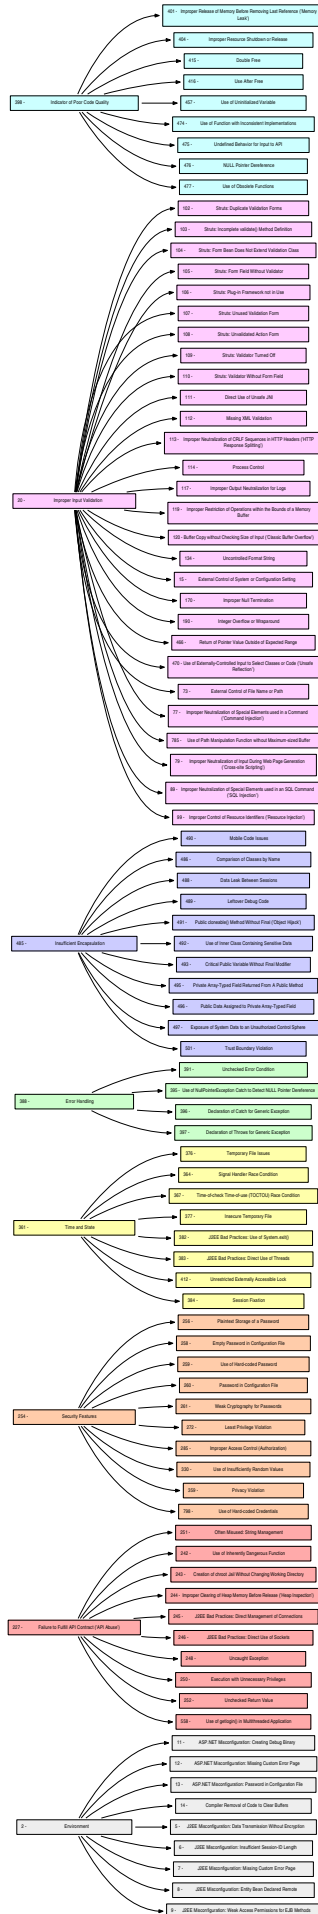 401 - Improper Release of Memory Before Removing Last Reference ('Memory
Leak')
404 - Improper Resource Shutdown or Release
415 - Double Free
416 - Use After Free
398 - Indicator of Poor Code Quality
457 - Use of Uninitialized Variable
474 - Use of Function with Inconsistent Implementations
475 - Undefined Behavior for Input to API
476 - NULL Pointer Dereference
477 - Use of Obsolete Functions
102 - Struts: Duplicate Validation Forms
103 - Struts: Incomplete validate() Method Definition
104 - Struts: Form Bean Does Not Extend Validation Class
105 - Struts: Form Field Without Validator
106 - Struts: Plug-in Framework not in Use
107 - Struts: Unused Validation Form
108 - Struts: Unvalidated Action Form
109 - Struts: Validator Turned Off
110 - Struts: Validator Without Form Field
111 - Direct Use of Unsafe JNI
112 - Missing XML Validation
113 - Improper Neutralization of CRLF Sequences in HTTP Headers ('HTTP
Response Splitting')
114 - Process Control
117 - Improper Output Neutralization for Logs
20 - Improper Input Validation
119 - Improper Restriction of Operations within the Bounds of a Memory
Buffer
120 - Buffer Copy without Checking Size of Input ('Classic Buffer Overflow')
134 - Uncontrolled Format String
15 - External Control of System or Configuration Setting
170 - Improper Null Termination
190 - Integer Overflow or Wraparound
466 - Return of Pointer Value Outside of Expected Range
470 - Use of Externally-Controlled Input to Select Classes or Code ('Unsafe
Reflection')
73 - External Control of File Name or Path
77 - Improper Neutralization of Special Elements used in a Command
('Command Injection')
785 - Use of Path Manipulation Function without Maximum-sized Buffer
79 - Improper Neutralization of Input During Web Page Generation
('Cross-site Scripting')
89 - Improper Neutralization of Special Elements used in an SQL Command
('SQL Injection')
99 - Improper Control of Resource Identifiers ('Resource Injection')
490 - Mobile Code Issues
486 - Comparison of Classes by Name
488 - Data Leak Between Sessions
489 - Leftover Debug Code
491 - Public cloneable() Method Without Final ('Object Hijack')
485 - Insufficient Encapsulation
492 - Use of Inner Class Containing Sensitive Data
493 - Critical Public Variable Without Final Modifier
495 - Private Array-Typed Field Returned From A Public Method
496 - Public Data Assigned to Private Array-Typed Field
497 - Exposure of System Data to an Unauthorized Control Sphere
501 - Trust Boundary Violation
391 - Unchecked Error Condition
395 - Use of NullPointerException Catch to Detect NULL Pointer Dereference
388 - Error Handling
396 - Declaration of Catch for Generic Exception
397 - Declaration of Throws for Generic Exception
376 - Temporary File Issues
364 - Signal Handler Race Condition
367 - Time-of-check Time-of-use (TOCTOU) Race Condition
377 - Insecure Temporary File
361 - Time and State
382 - J2EE Bad Practices: Use of System.exit()
383 - J2EE Bad Practices: Direct Use of Threads
412 - Unrestricted Externally Accessible Lock
384 - Session Fixation
256 - Plaintext Storage of a Password
258 - Empty Password in Configuration File
259 - Use of Hard-coded Password
260 - Password in Configuration File
261 - Weak Cryptography for Passwords
254 - Security Features
272 - Least Privilege Violation
285 - Improper Access Control (Authorization)
330 - Use of Insufficiently Random Values
359 - Privacy Violation
798 - Use of Hard-coded Credentials
251 - Often Misused: String Management
242 - Use of Inherently Dangerous Function
243 - Creation of chroot Jail Without Changing Working Directory
244 - Improper Clearing of Heap Memory Before Release ('Heap Inspection')
245 - J2EE Bad Practices: Direct Management of Connections
227 - Failure to Fulfill API Contract ('API Abuse')
246 - J2EE Bad Practices: Direct Use of Sockets
248 - Uncaught Exception
250 - Execution with Unnecessary Privileges
252 - Unchecked Return Value
558 - Use of getlogin() in Multithreaded Application
11 - ASP.NET Misconfiguration: Creating Debug Binary
12 - ASP.NET Misconfiguration: Missing Custom Error Page
13 - ASP.NET Misconfiguration: Password in Configuration File
14 - Compiler Removal of Code to Clear Buffers
2 - Environment
5 - J2EE Misconfiguration: Data Transmission Without Encryption
6 - J2EE Misconfiguration: Insufficient Session-ID Length
7 - J2EE Misconfiguration: Missing Custom Error Page
8 - J2EE Misconfiguration: Entity Bean Declared Remote
9 - J2EE Misconfiguration: Weak Access Permissions for EJB Methods